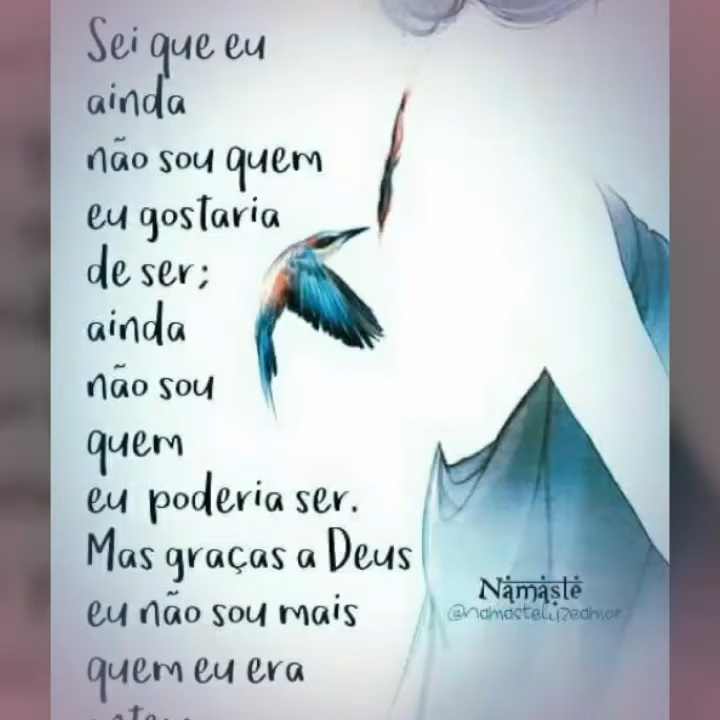 Sei que eu
ainda
não sou quem
eu gostaria
de ser;
ainda
não sou
quem
eu poderia ser.
Mas graças a Deus
eu não sou mais
quem eu era
Namastê
@namasteluzeamor